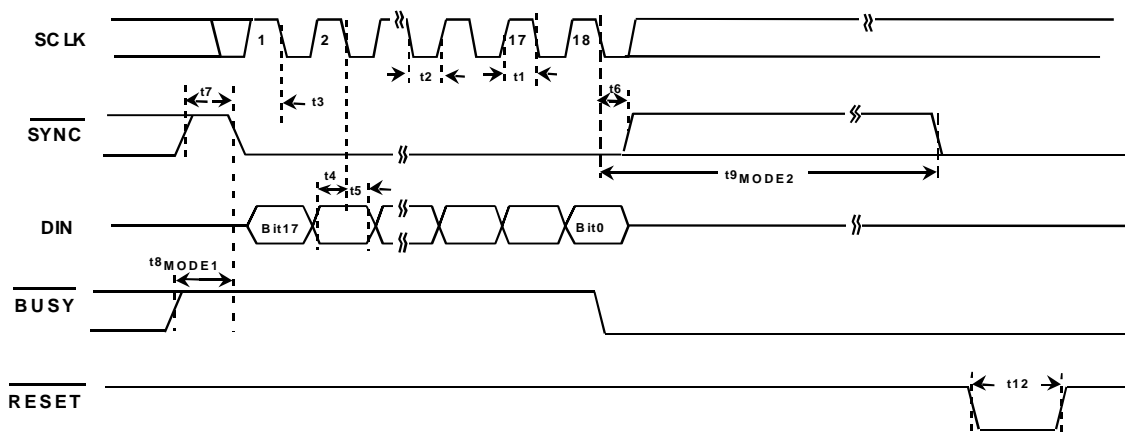 SCLK 1 2 17 18
t2 t1
t7 t3 t6
SYNC
t9MODE2
t4 t5
DIN Bit17 Bit0
t8MODE1
BUSY
t12
RESET